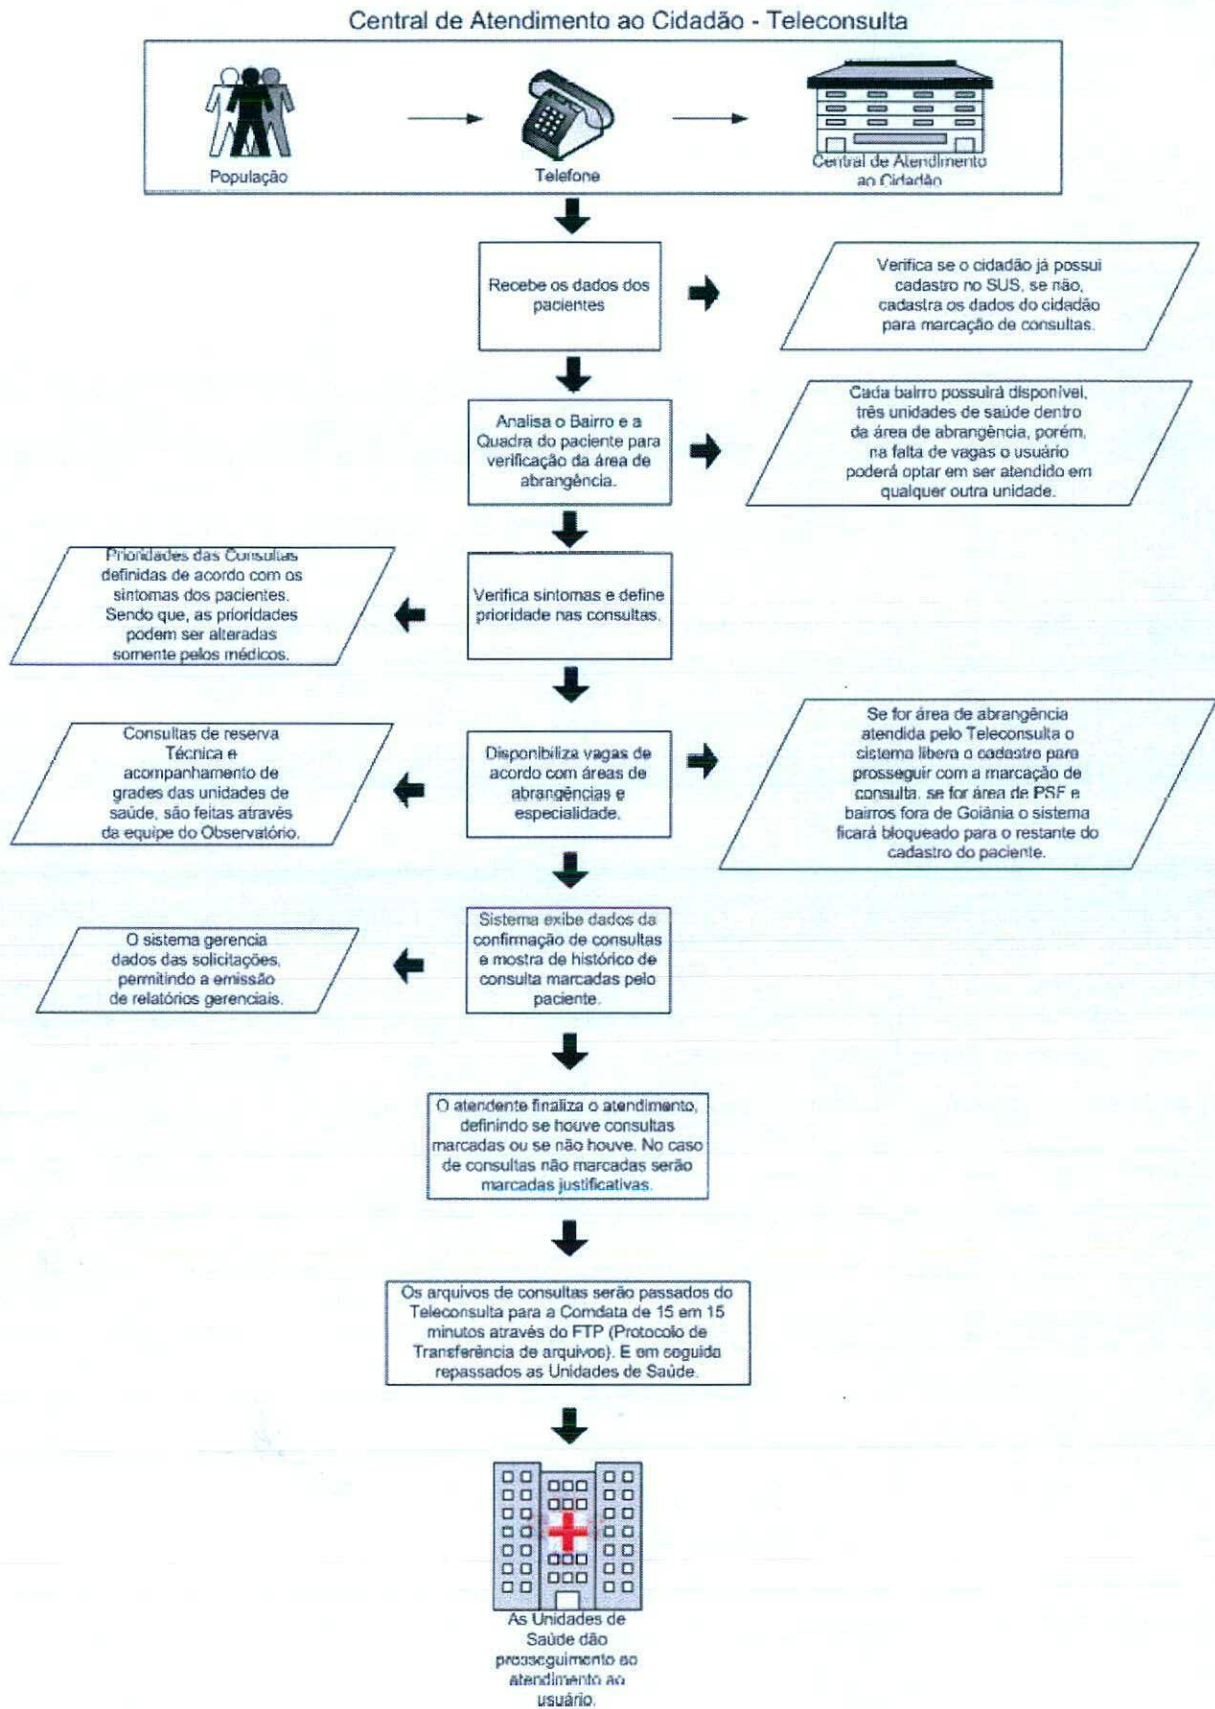 Central de Atendimento ao Cidadão - Teleconsulta
População
Telefone
Central de Atendimento
ao Cidadão
Recebe os dados dos
pacientes
Verifica se o cidadão já possui
cadastro no SUS, se não,
cadastra os dados do cidadão
para marcação de consultas.
Analisa o Bairro e a
Quadra do paciente para
verificação da área de
abrangência.
Cada bairro possuirá disponível,
três unidades de saúde dentro
da área de abrangência, porém,
na falta de vagas o usuário
poderá optar em ser atendido em
qualquer outra unidade.
Prioridades das Consultas
definidas de acordo com os
sintomas dos pacientes.
Sendo que, as prioridades
podem ser alteradas
somente pelos médicos.
Verifica sintomas e define
prioridade nas consultas.
Consultas de reserva
Técnica e
acompanhamento de
grades das unidades de
saúde, são feitas através
da equipe do Observatório.
Disponibiliza vagas de
acordo com áreas de
abrangências e
especialidade.
Se for área de abrangência
atendida pelo Teleconsulta o
sistema libera o cadastro para
prosseguir com a marcação de
consulta, se for área de PSF e
bairros fora de Goiânia o sistema
ficará bloqueado para o restante do
cadastro do paciente.
O sistema gerencia
dados das solicitações,
permitindo a emissão
de relatórios gerenciais.
Sistema exibe dados da
confirmação de consultas
e mostra de histórico de
consulta marcadas pelo
paciente.
O atendente finaliza o atendimento,
definindo se houve consultas
marcadas ou se não houve. No caso
de consultas não marcadas serão
marcadas justificativas.
Os arquivos de consultas serão passados do
Teleconsulta para a Comdata de 15 em 15
minutos através do FTP (Protocolo de
Transferência de arquivos). E em seguida
repassados as Unidades de Saúde.
As Unidades de
Saúde dão
prosseguimento ao
atendimento ao
usuário.